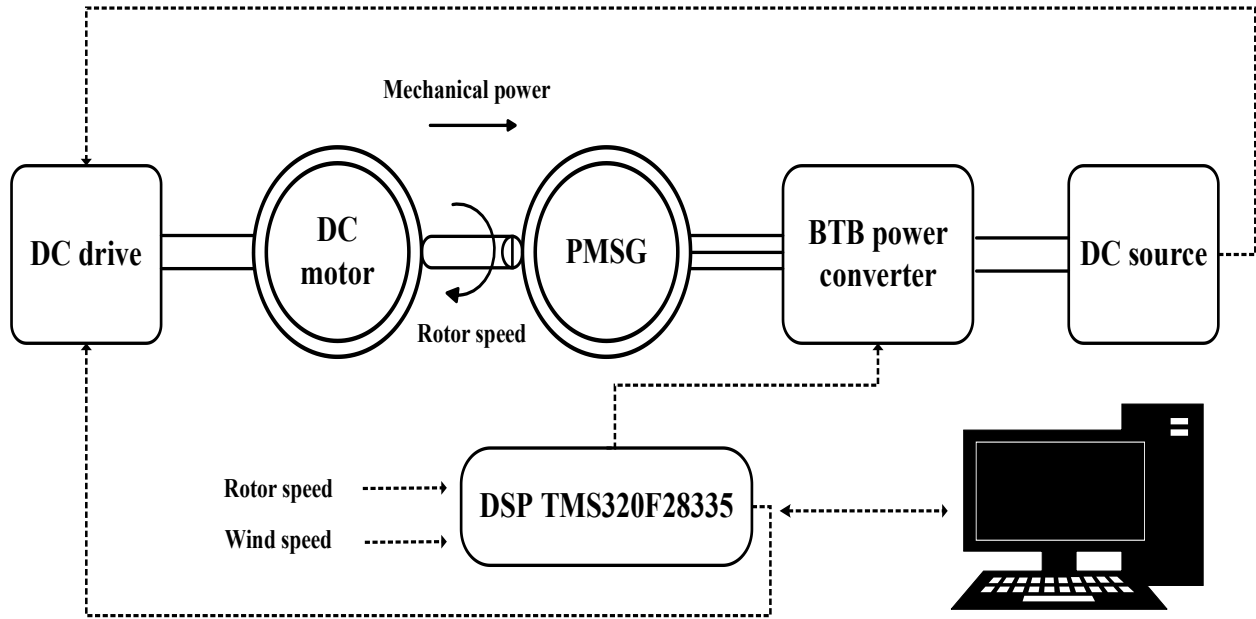 Mechanical power
DC drive
DC
motor
Rotor speed
PMSG
BTB power
converter
DC source
Rotor speed
Wind speed
DSP TMS320F28335